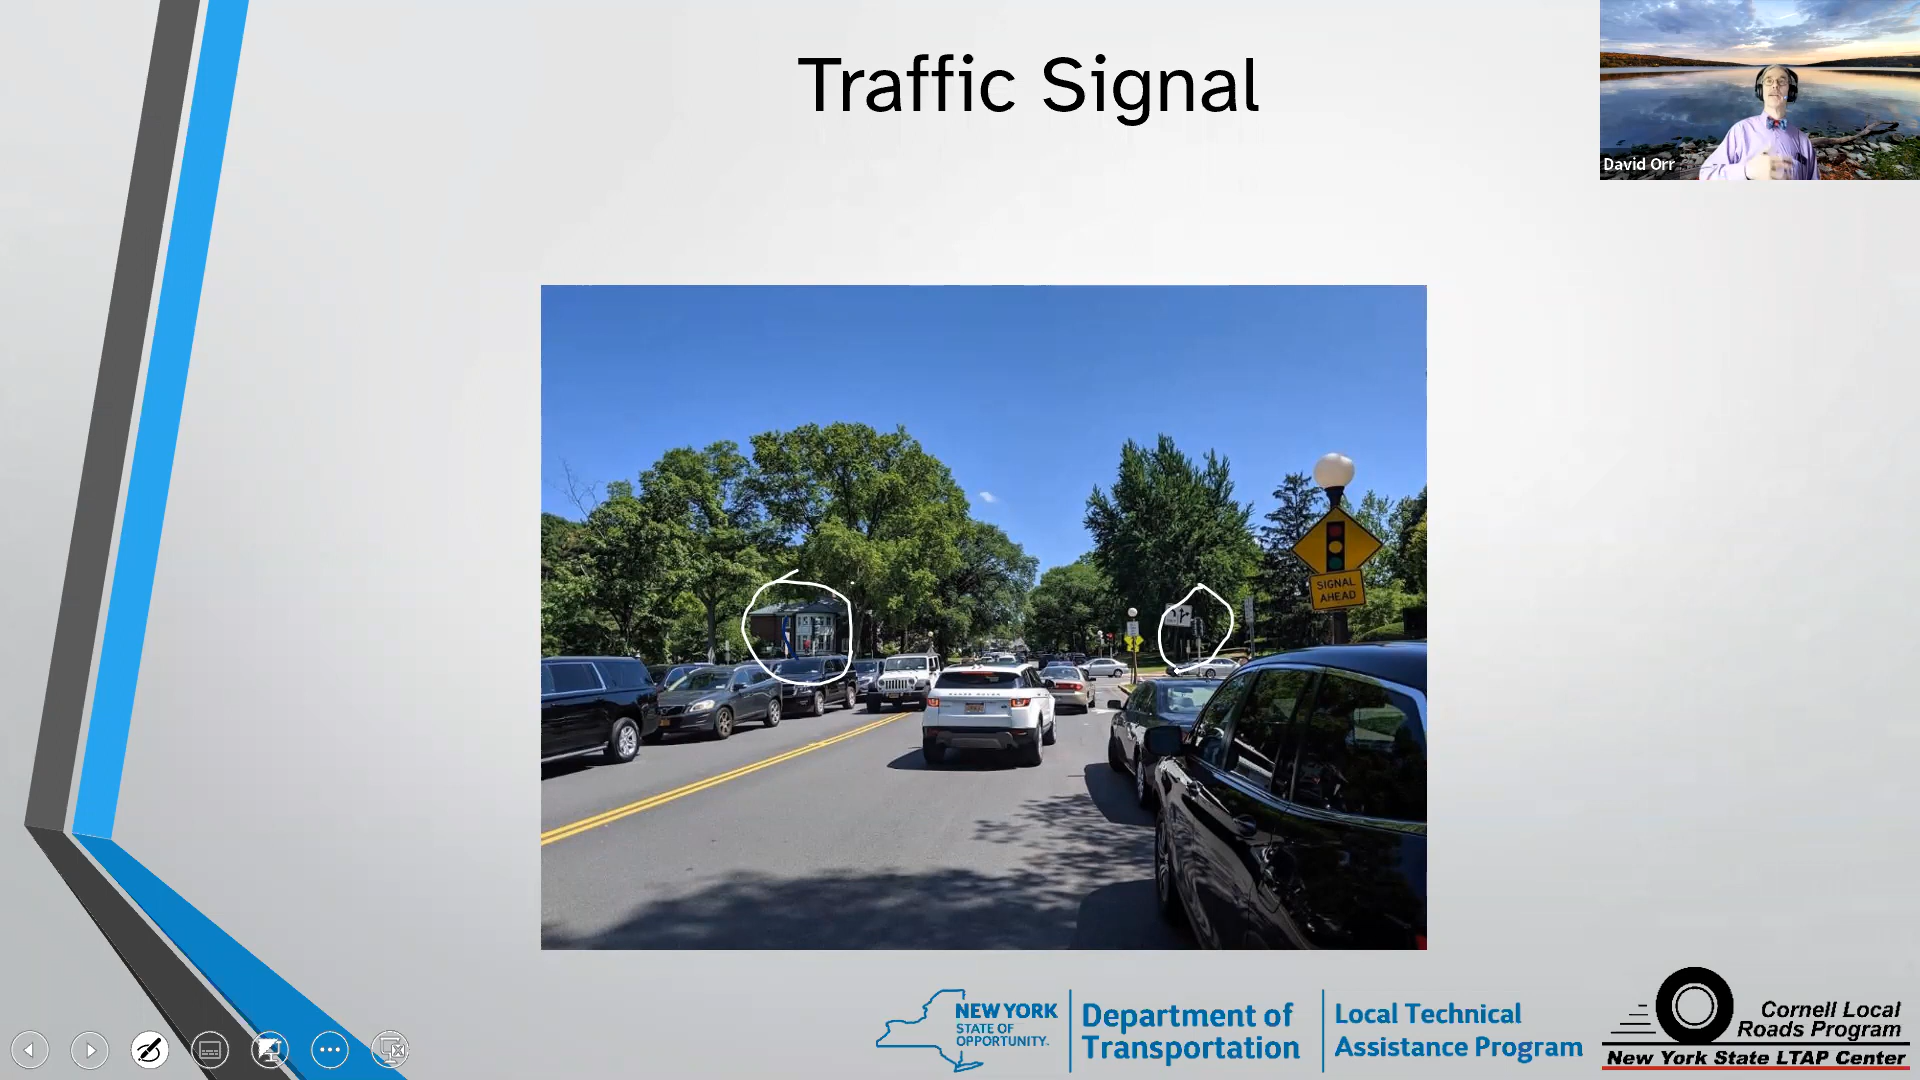 Traffic Signal
David Orr
SIGNAL
AHEAD
NEW YORK
STATE OF
OPPORTUNITY.
Department of
Transportation
Local Technical
Assistance Program
Cornell Local
Roads Program
New York State LTAP Center